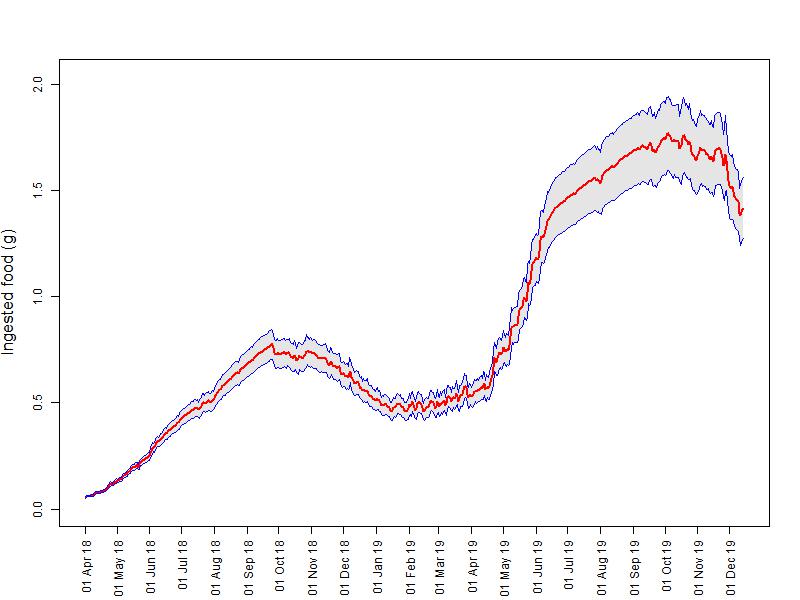 Ingested food (g)
2.0
1.5
1.0
0.5
0.0
01 Apr 18
01 May 18
01 Jun 18
01 Jul 18
01 Aug 18
01 Sep 18
01 Oct 18
01 Nov 18
01 Dec 18
01 Jan 19
01 Feb 19
01 Mar 19
01 Apr 19
01 May 19
01 Jun 19
01 Jul 19
01 Aug 19
01 Sep 19
01 Oct 19
01 Nov 19
01 Dec 19